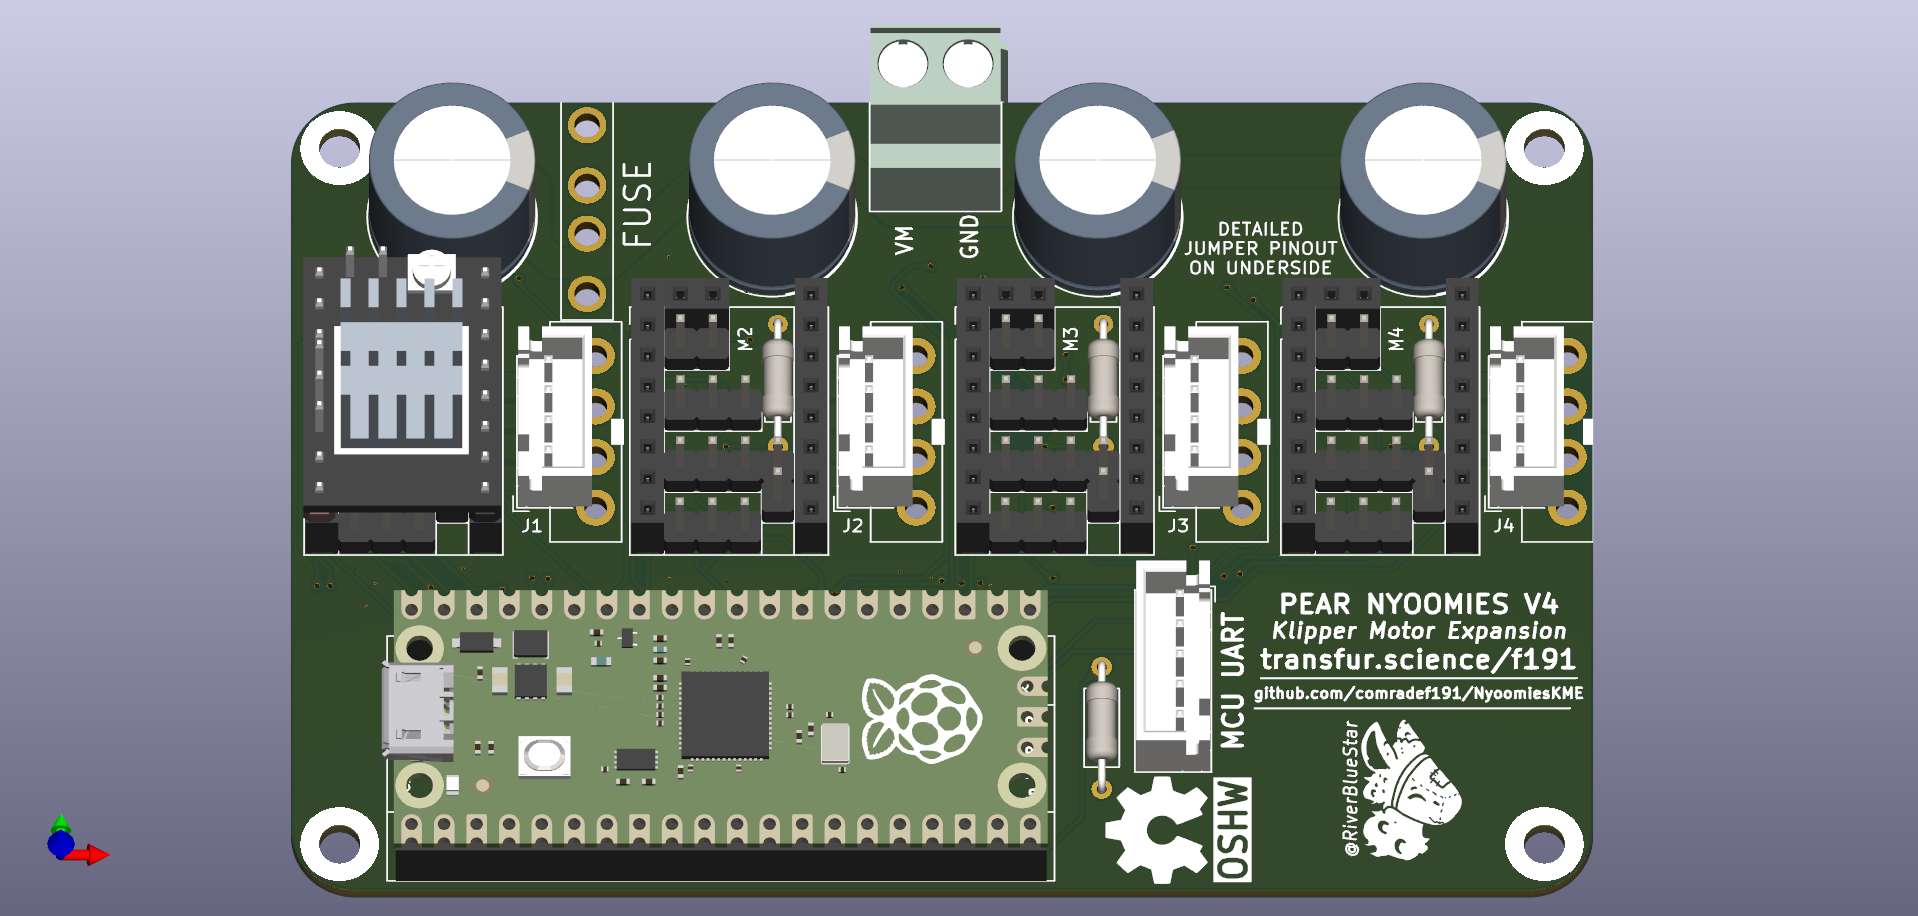 FUSE
VM
GND
DETAILED
JUMPER PINOUT
ON UNDERSIDE
M2
M3
M4
J1
J2
J3
J4
MCU UART
PEAR NYOOMIES V4
Klipper Motor Expansion
transfur.science/f191
github.com/comradef191/NyoomiesKME
@RiverBlueStar
OSHW